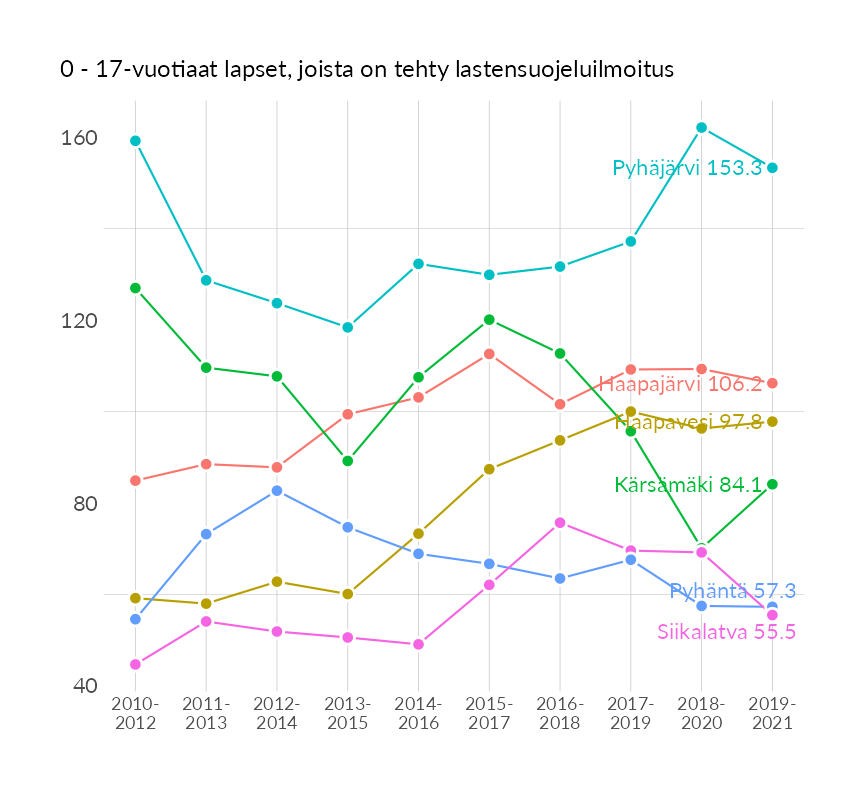 0 - 17-vuotiaat lapset, joista on tehty lastensuojeluilmoitus
160
Pyhäjärvi 153.3
120
Haapajärvi 106.2
Haapavesi 97.8
Kärsämäki 84.1
80
Pyhäntä 57.3
Siikalatva 55.5
40
2010- 2011- 2012- 2013- 2014- 2015- 2016- 2017- 2018- 2019-
2012 2013 2014 2015 2016 2017 2018 2019 2020 2021